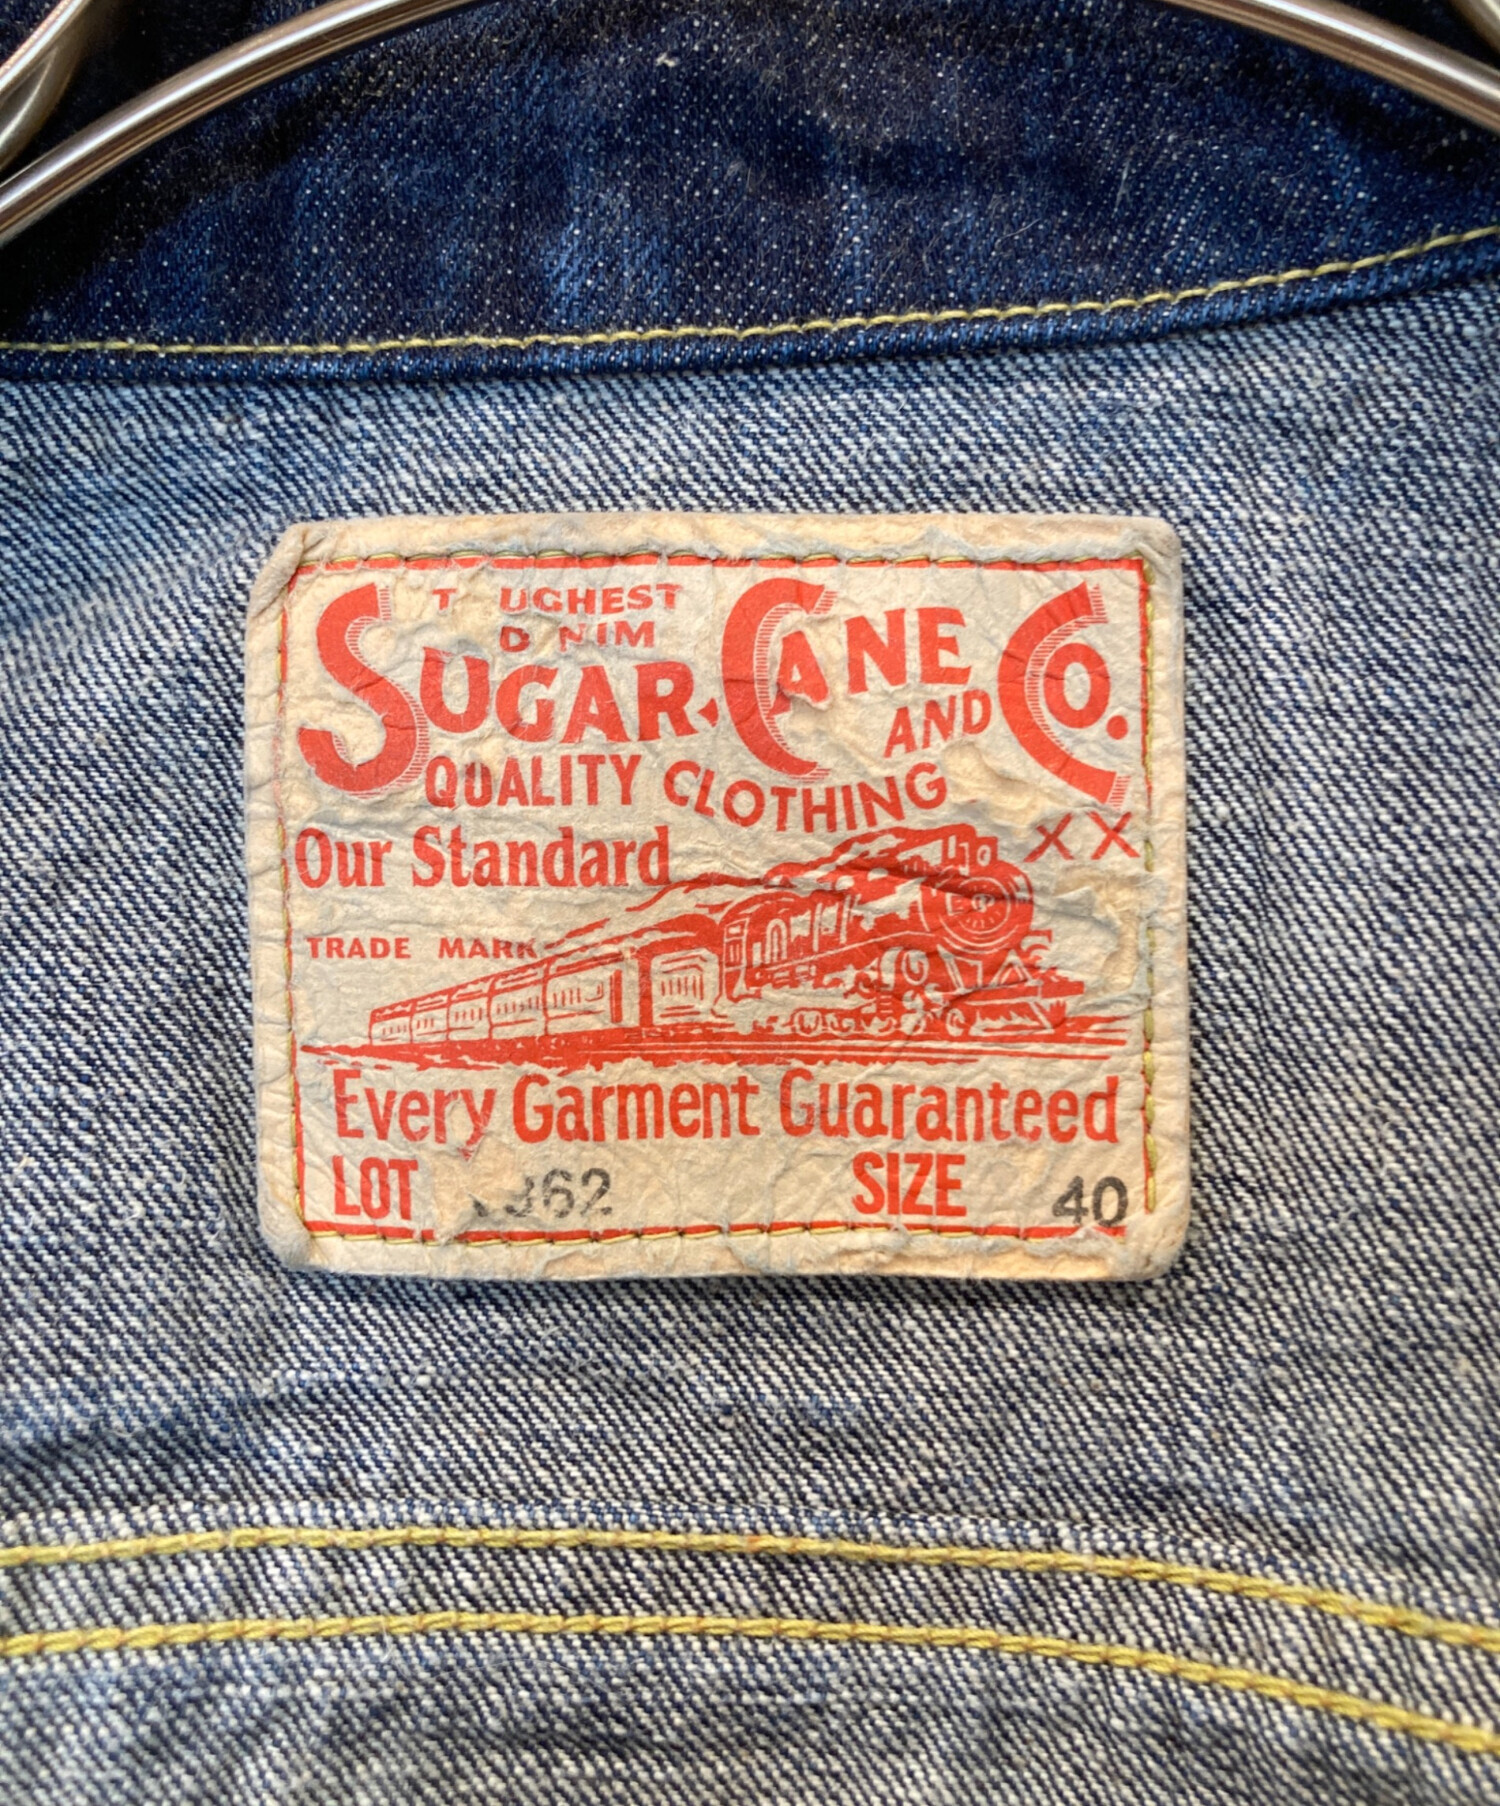 T UGHEST
D NIM
SUGAR CANE AND CO.
QUALITY CLOTHING
XX
Our Standard
TRADE MARK
Every Garment Guaranteed
LOT 962 SIZE 40